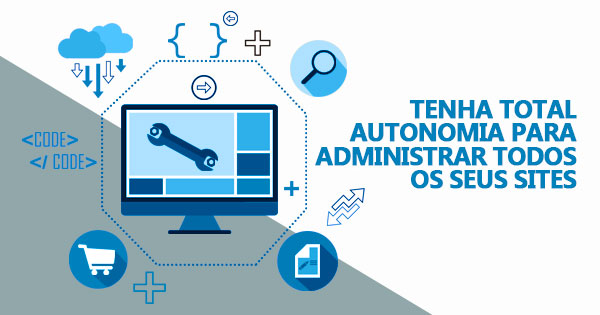 <CODE>
</ CODE>
TENHA TOTAL
AUTONOMIA PARA
ADMINISTRAR TODOS
OS SEUS SITES